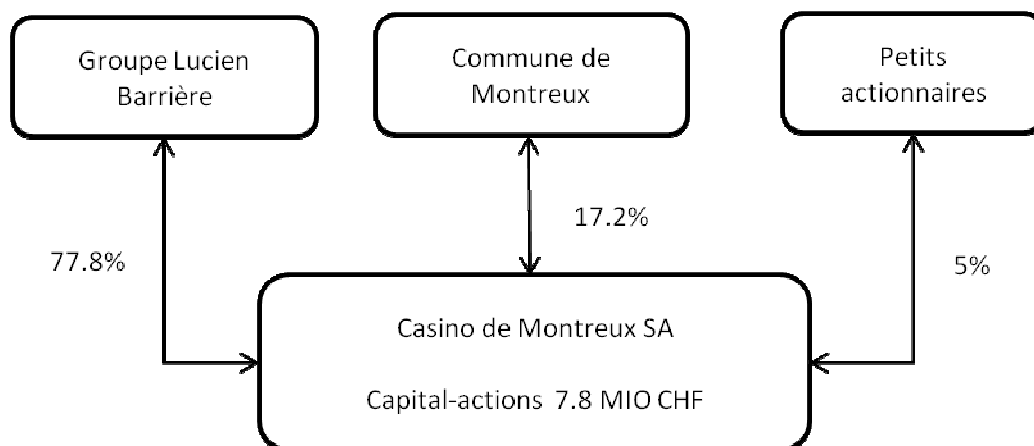 Groupe Lucien
Barrière
Commune de
Montreux
Petits
actionnaires
77.8%
17.2%
5%
Casino de Montreux SA
Capital-actions 7.8 MIO CHF